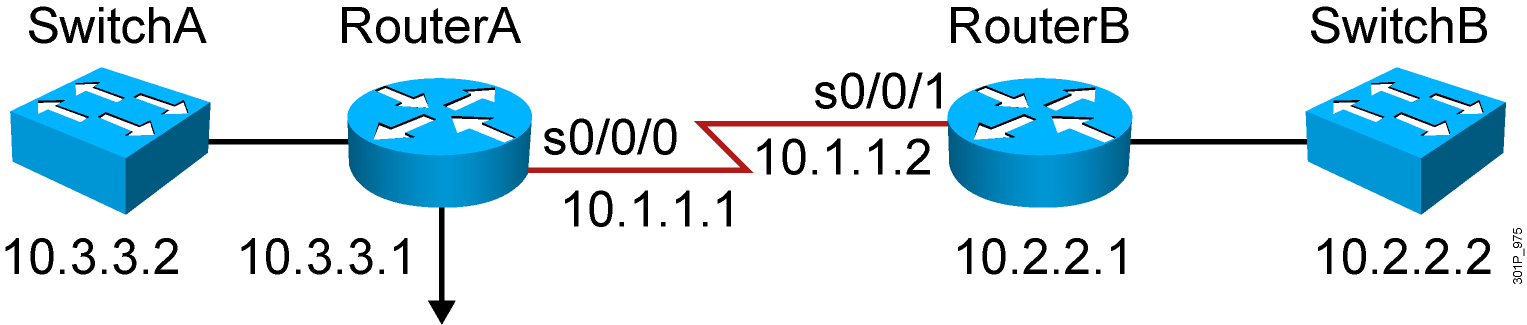 SwitchA
RouterA
RouterB
SwitchB
s0/0/1
s0/0/0
10.1.1.2
10.1.1.1
10.3.3.2
10.3.3.1
10.2.2.1
10.2.2.2
301P_975